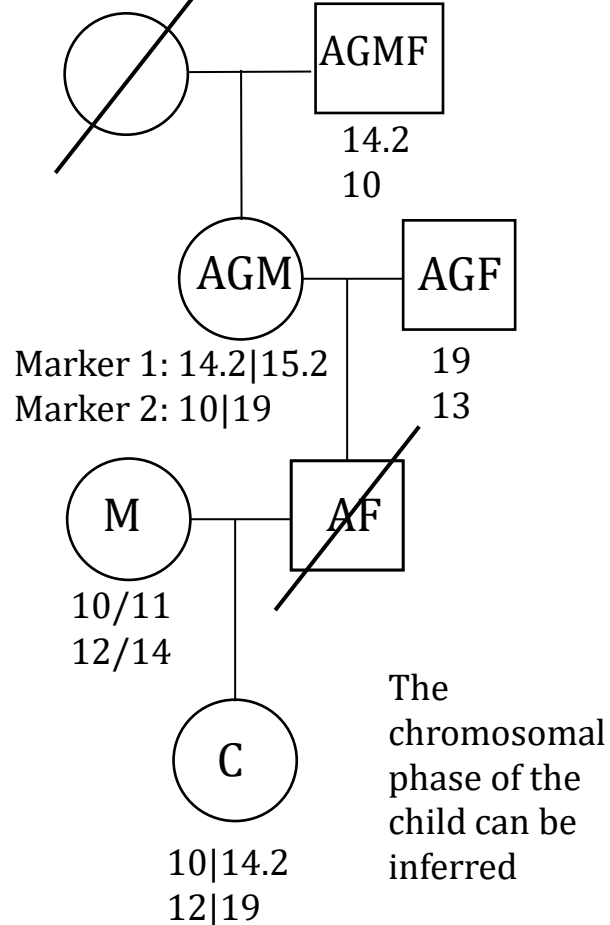 AGMF
14.2
10
AGM
AGF
Marker 1: 14.2|15.2
Marker 2: 10|19
19
13
M
AF
10/11
12/14
C
The
chromosomal
phase of the
child can be
inferred
10|14.2
12|19